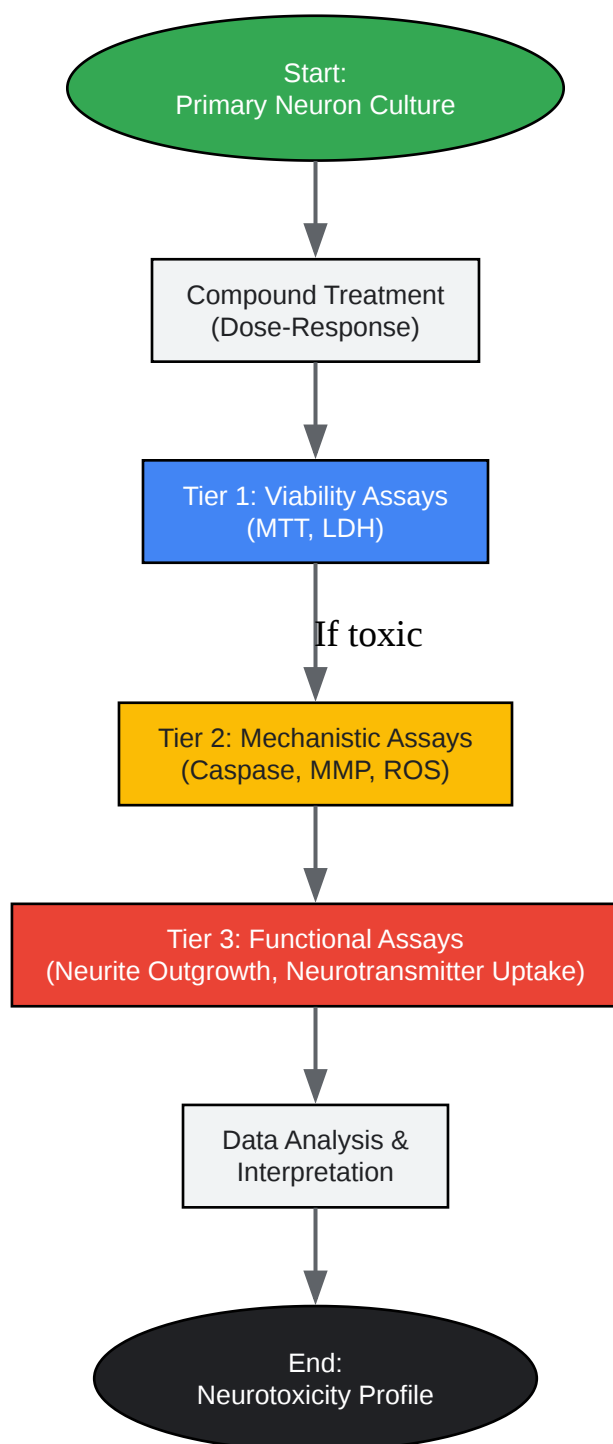 Start:
Primary Neuron Culture
Compound Treatment
(Dose-Response)
Tier 1: Viability Assays
(MTT, LDH)
If toxic
Tier 2: Mechanistic Assays
(Caspase, MMP, ROS)
Tier 3: Functional Assays
(Neurite Outgrowth, Neurotransmitter Uptake)
Data Analysis &
Interpretation
End:
Neurotoxicity Profile